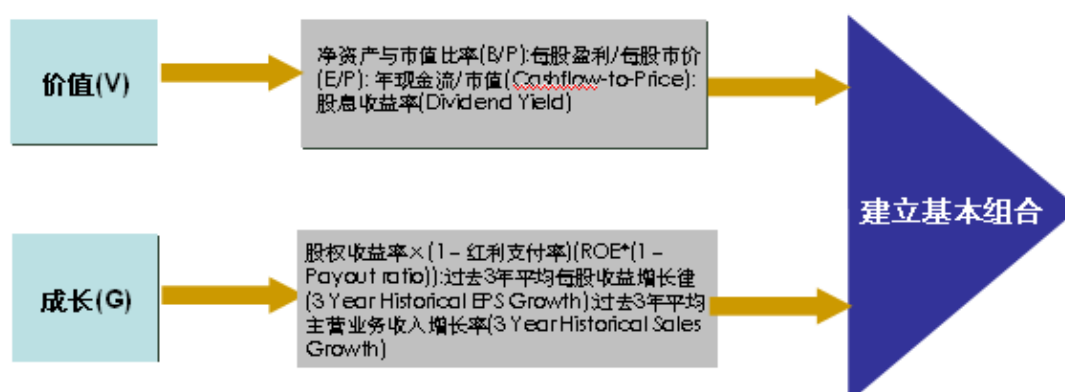 价值(V)
净资产与市值比率(B/P):每股盈利/每股市价
(E/P): 年现金流/市值(Cashflow-to-Price):
股息收益率(Dividend Yield)
建立基本组合
成长(G)
股权收益率×(1－红利支付率)(ROE*(1－
Payout ratio)):过去3年平均每股收益增长律
(3 Year Historical EPS Growth):过去3年平均
主营业务收入增长率(3 Year Historical Sales
Growth)